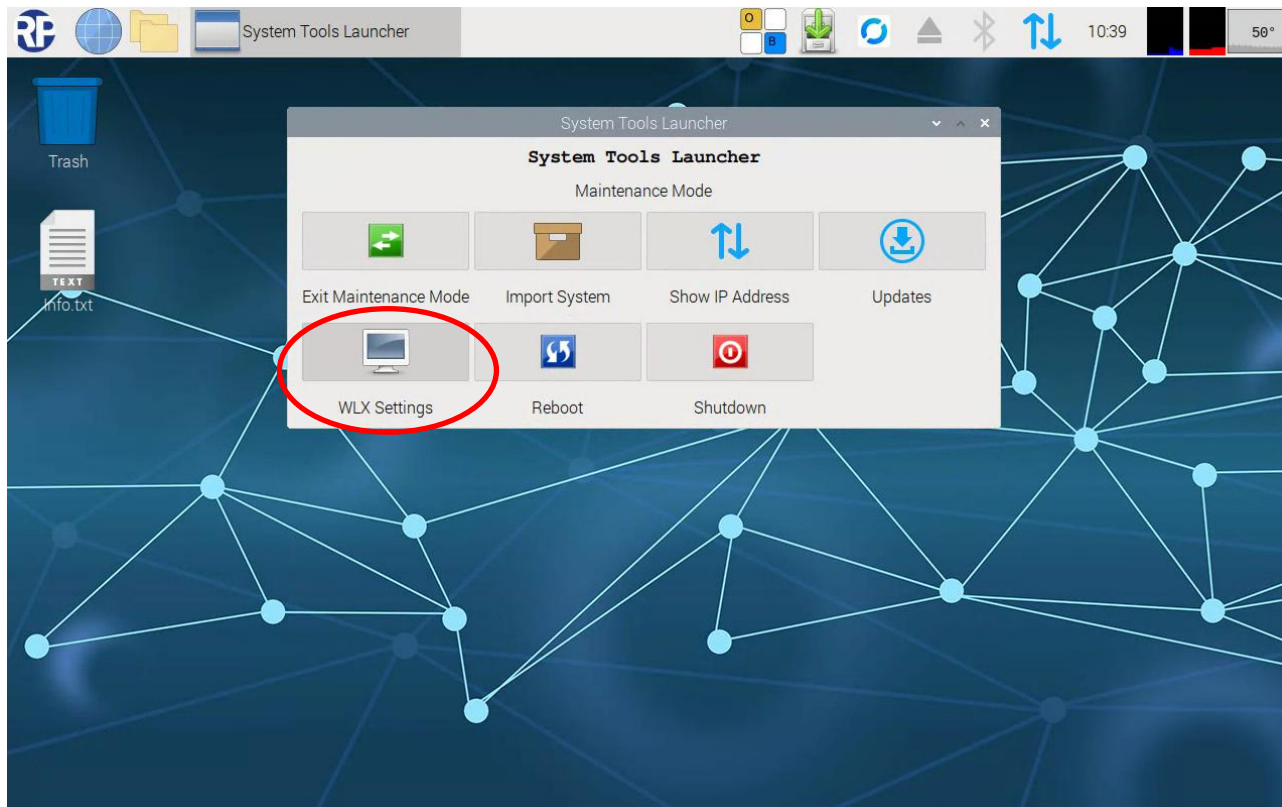 RP
System Tools Launcher
O
B
10:39
50°
Trash
TEXT
Info.txt
System Tools Launcher
System Tools Launcher
Maintenance Mode
Exit Maintenance Mode
Import System
Show IP Address
Updates
WLX Settings
Reboot
Shutdown